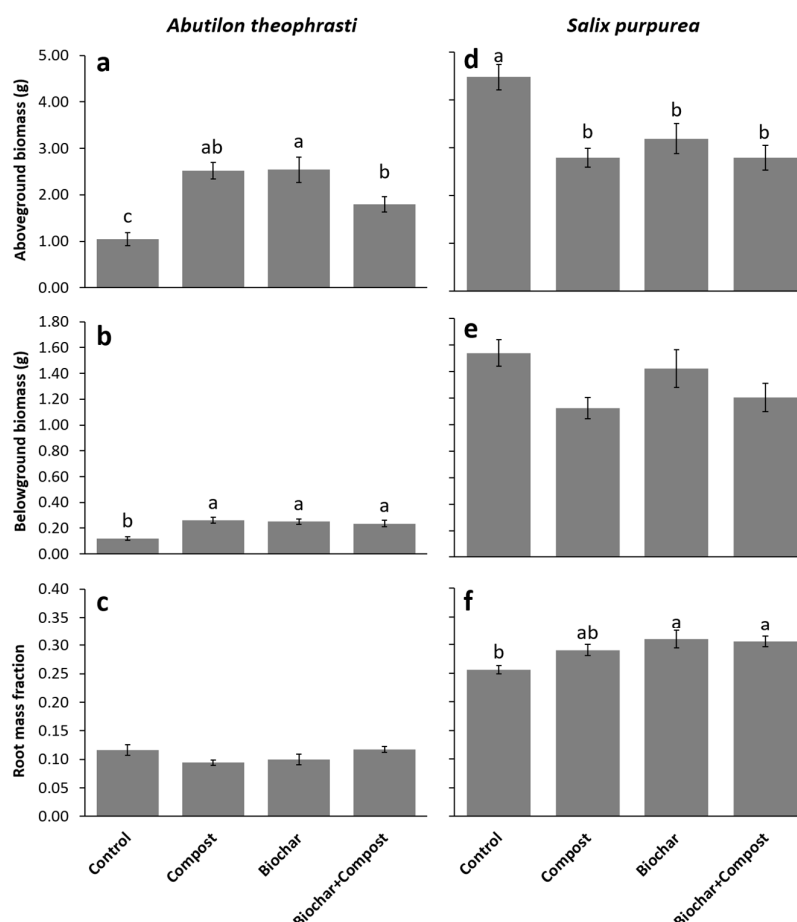 Abutilon theophrasti
Salix purpurea
Aboveground biomass (g)
5.00
4.00
3.00
2.00
1.00
0.00
a
c
ab
a
b
d
a
b
b
b
Belowground biomass (g)
1.80
1.60
1.40
1.20
1.00
0.80
0.60
0.40
0.20
0.00
b
b
a
a
a
e
Root mass fraction
0.40
0.35
0.30
0.25
0.20
0.15
0.10
0.05
0.00
c
f
b
ab
a
a
Control
Compost
Biochar
Biochar+Compost
Control
Compost
Biochar
Biochar+Compost